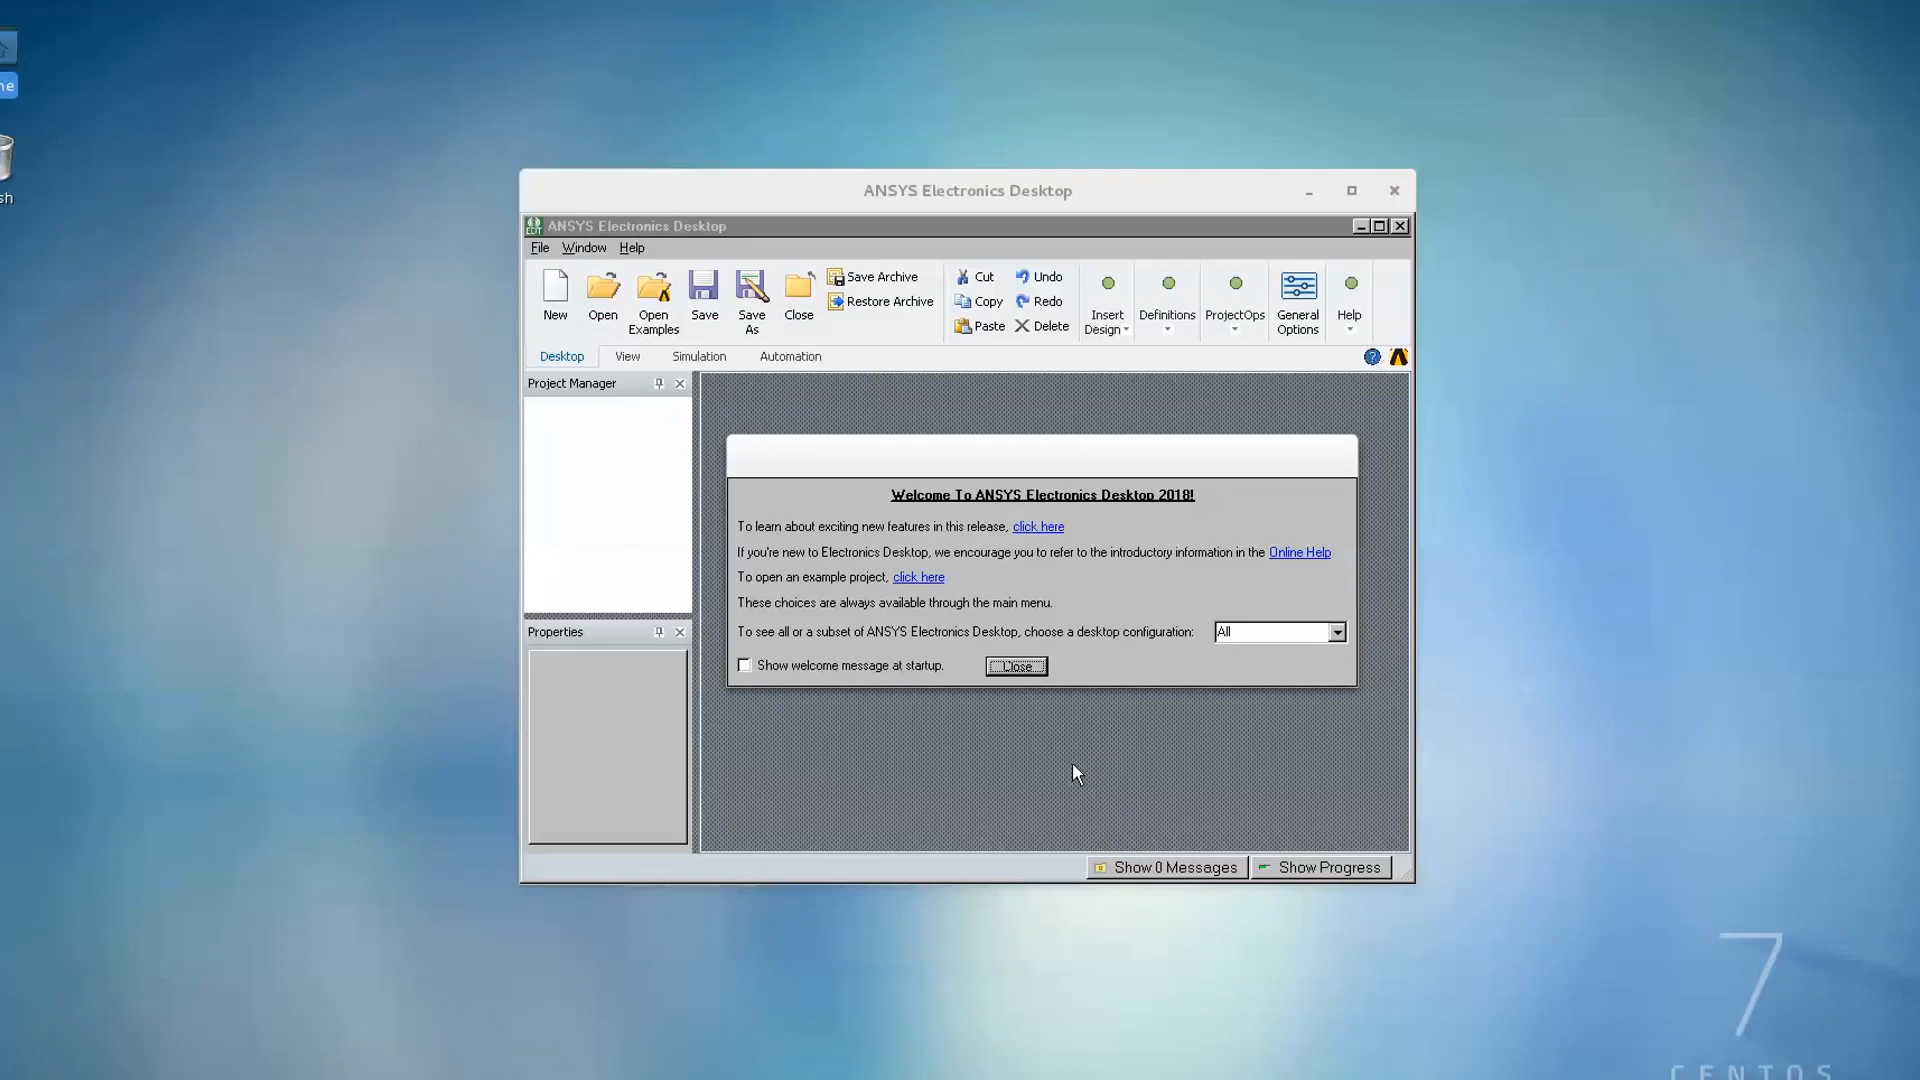 ne
sh
ANSYS Electronics Desktop
ANSYS Electronics Desktop
File Window Help
New
Open
Open Examples
Save
Save As
Close
Save Archive
Restore Archive
Cut
Copy
Paste
Undo
Redo
Delete
Insert Design
Definitions
ProjectOps
General Options
Help
Desktop View Simulation Automation
Project Manager
Welcome To ANSYS Electronics Desktop 2018!
To learn about exciting new features in this release, click here
If you're new to Electronics Desktop, we encourage you to refer to the introductory information in the Online Help
To open an example project, click here
These choices are always available through the main menu.
To see all or a subset of ANSYS Electronics Desktop, choose a desktop configuration: All
Show welcome message at startup. Close
Properties
Show 0 Messages Show Progress
7
CENTOS